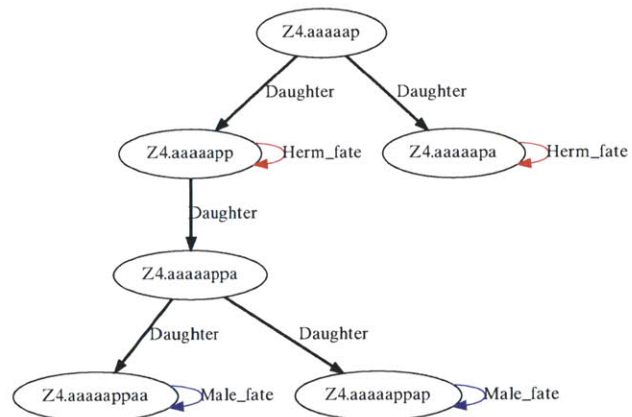 Z4.aaaaap
Daughter Daughter
Z4.aaaaapp Herm_fate Z4.aaaaapa Herm_fate
Daughter
Z4.aaaaappa
Daughter Daughter
Z4.aaaaappaa Male_fate Z4.aaaaappap Male_fate